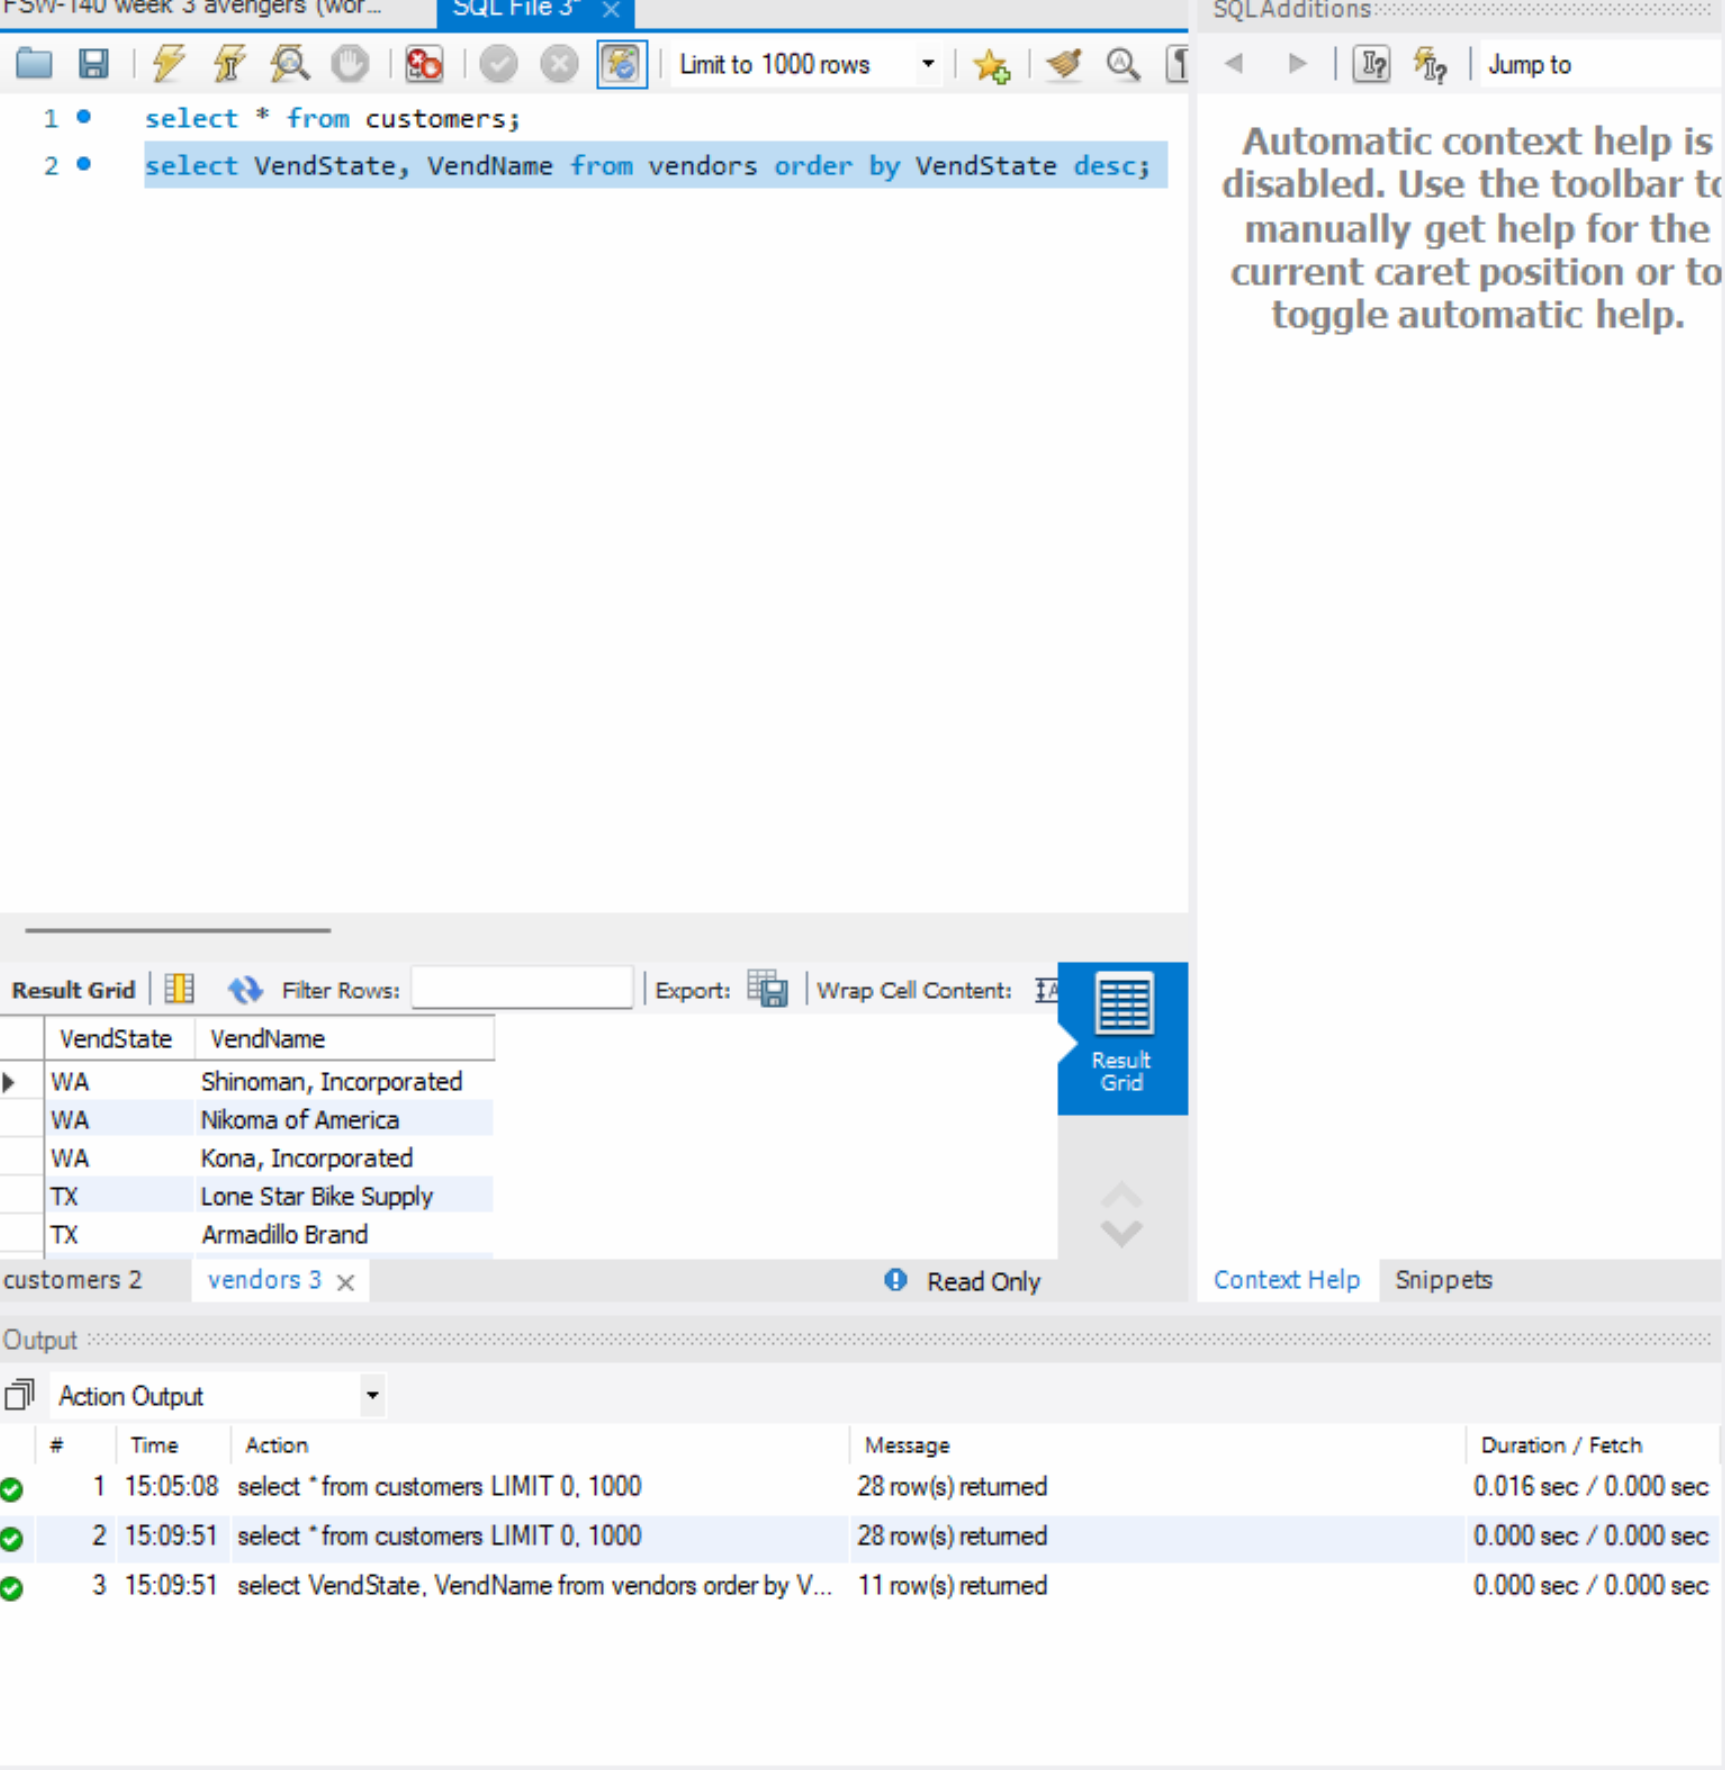 FSW-140 week 3 avengers (wor...
SQL File 3*
SQLAdditions
Limit to 1000 rows
Jump to
1 select * from customers;
2 select VendState, VendName from vendors order by VendState desc;
Automatic context help is
disabled. Use the toolbar to
manually get help for the
current caret position or to
toggle automatic help.
Result Grid Filter Rows: Export: Wrap Cell Content:
Result
Grid
VendState VendName
WA Shinoman, Incorporated
WA Nikoma of America
WA Kona, Incorporated
TX Lone Star Bike Supply
TX Armadillo Brand
customers 2 vendors 3 Read Only
Context Help Snippets
Output
Action Output
# Time Action Message Duration / Fetch
1 15:05:08 select * from customers LIMIT 0, 1000 28 row(s) returned 0.016 sec / 0.000 sec
2 15:09:51 select * from customers LIMIT 0, 1000 28 row(s) returned 0.000 sec / 0.000 sec
3 15:09:51 select VendState, VendName from vendors order by V... 11 row(s) returned 0.000 sec / 0.000 sec